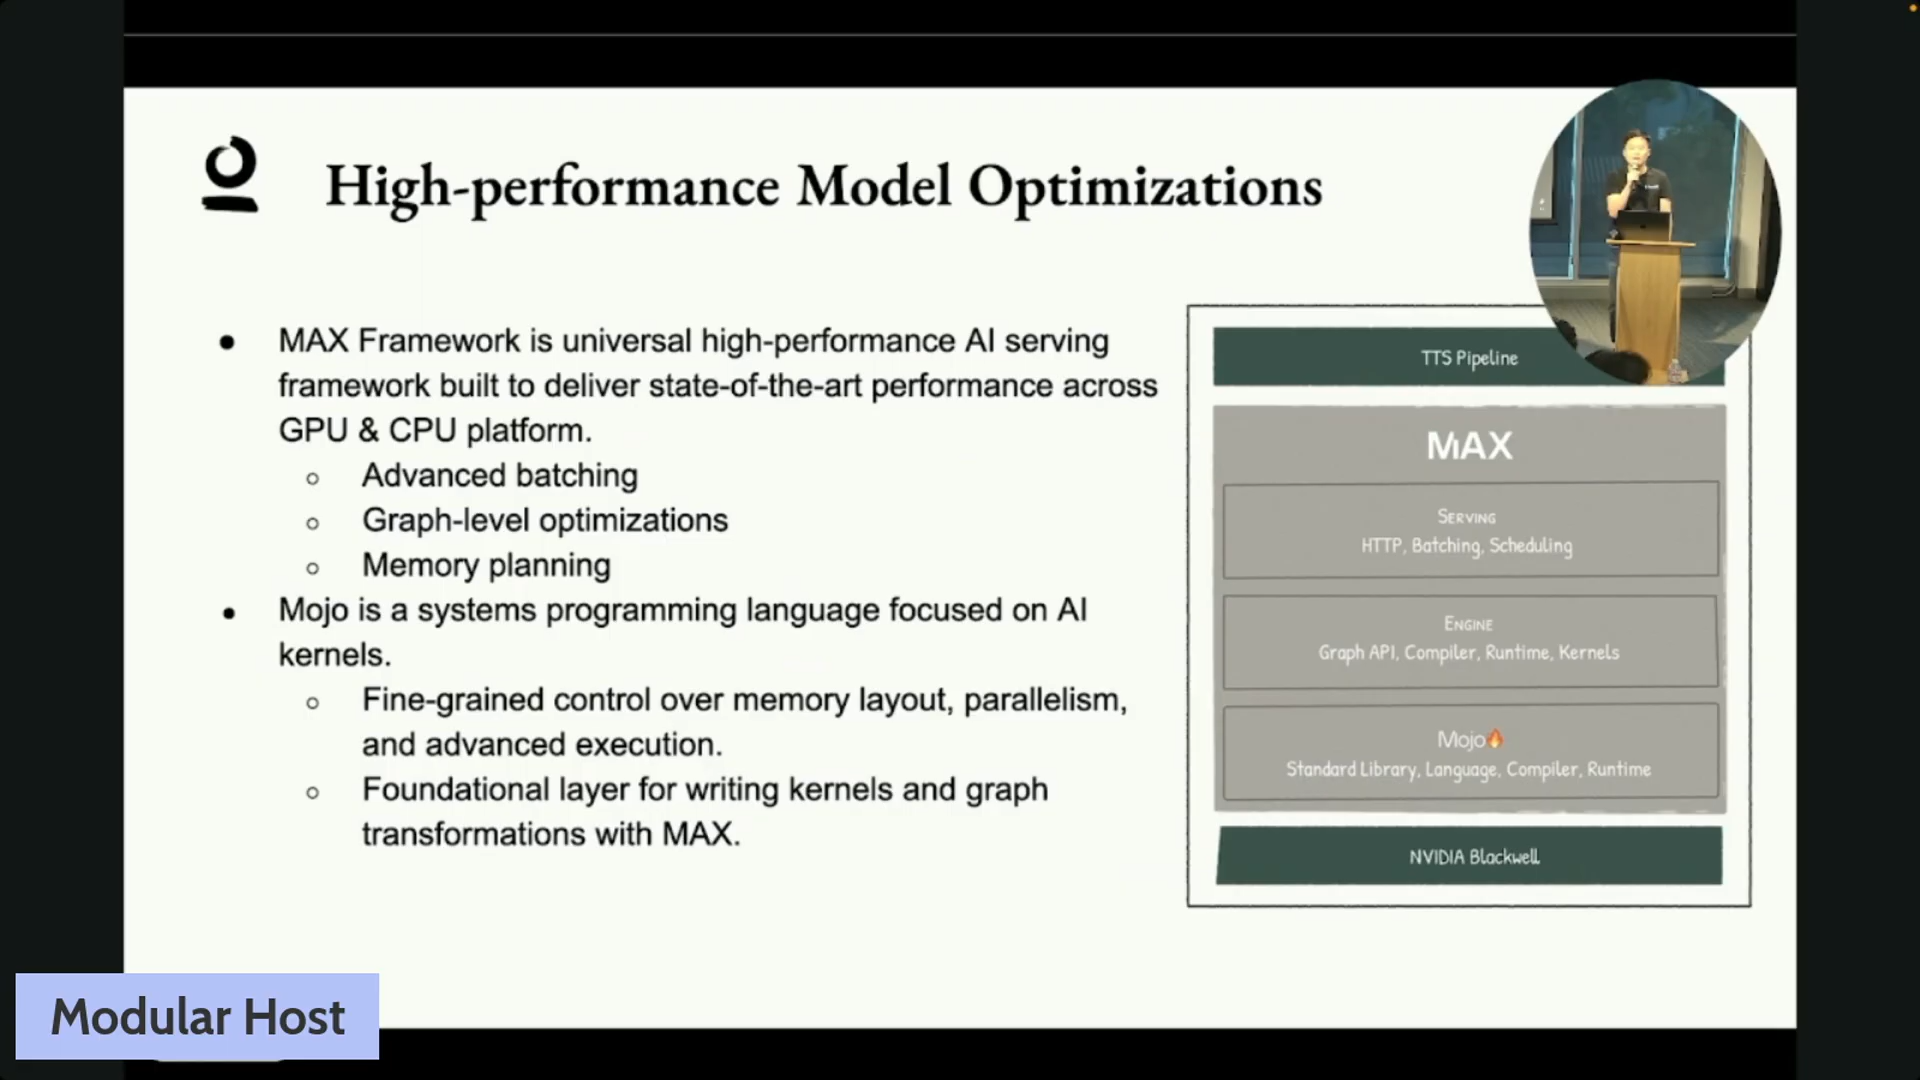 High-performance Model Optimizations
● MAX Framework is universal high-performance AI serving
framework built to deliver state-of-the-art performance across
GPU & CPU platform.
○ Advanced batching
○ Graph-level optimizations
○ Memory planning
● Mojo is a systems programming language focused on AI
kernels.
○ Fine-grained control over memory layout, parallelism,
and advanced execution.
○ Foundational layer for writing kernels and graph
transformations with MAX.
TTS Pipeline
MAX
SERVING
HTTP, Batching, Scheduling
ENGINE
Graph API, Compiler, Runtime, Kernels
Mojo🔥
Standard Library, Language, Compiler, Runtime
NVIDIA Blackwell
Modular Host